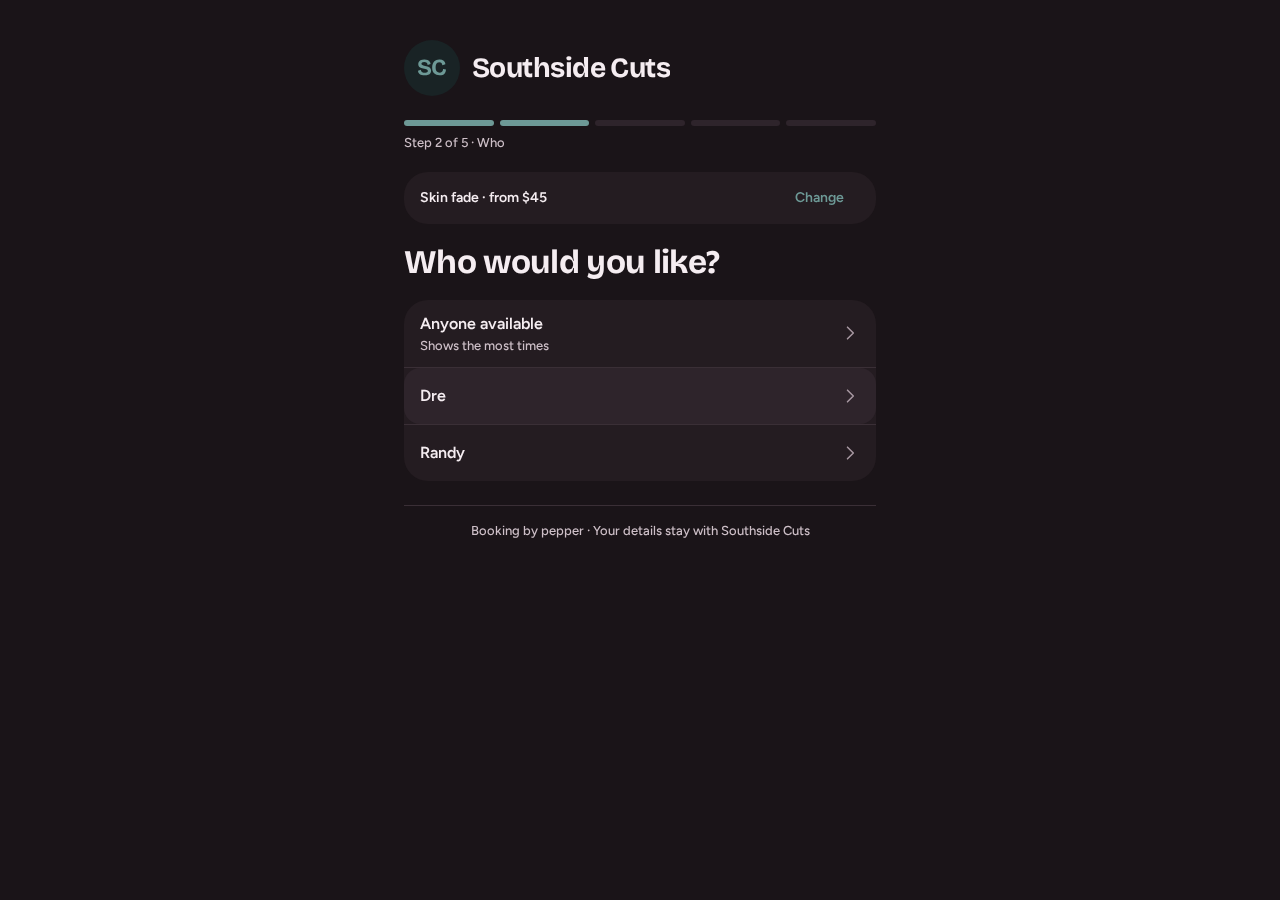 SC
Southside Cuts
Step 2 of 5 · Who
Skin fade · from $45
Change
Who would you like?
Anyone available
Shows the most times
Dre
Randy
Booking by pepper · Your details stay with Southside Cuts